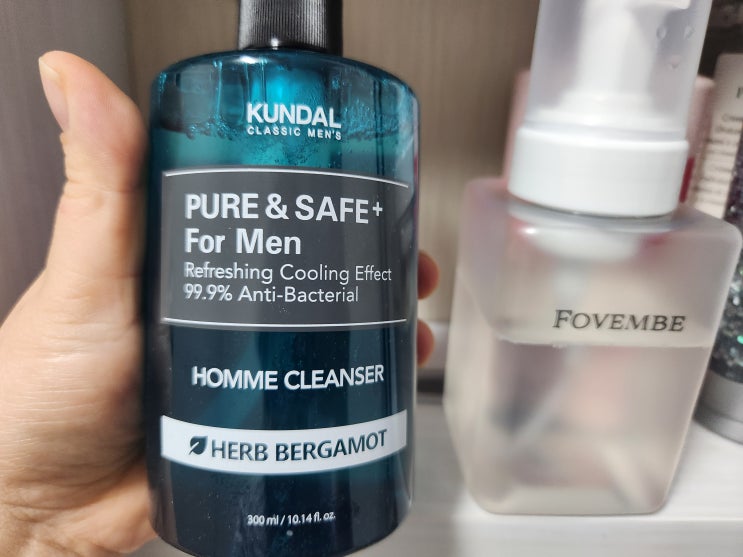 KUNDAL
CLASSIC MEN'S
PURE & SAFE+
For Men
Refreshing Cooling Effect
99.9% Anti-Bacterial
HOMME CLEANSER
HERB BERGAMOT
300 ml / 10.14 fl. oz.
FOVEMBE